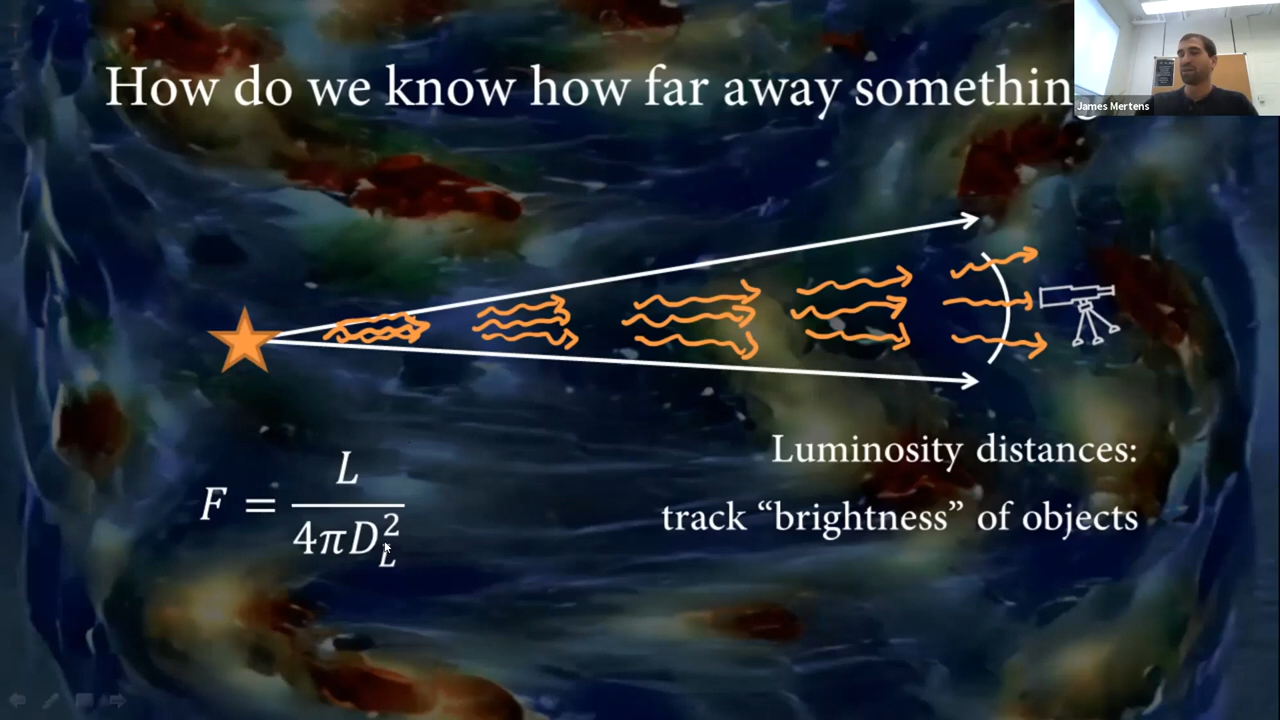 How do we know how far away somethin
James Mertens
F = L / 4πD_L^2
Luminosity distances:
track “brightness” of objects